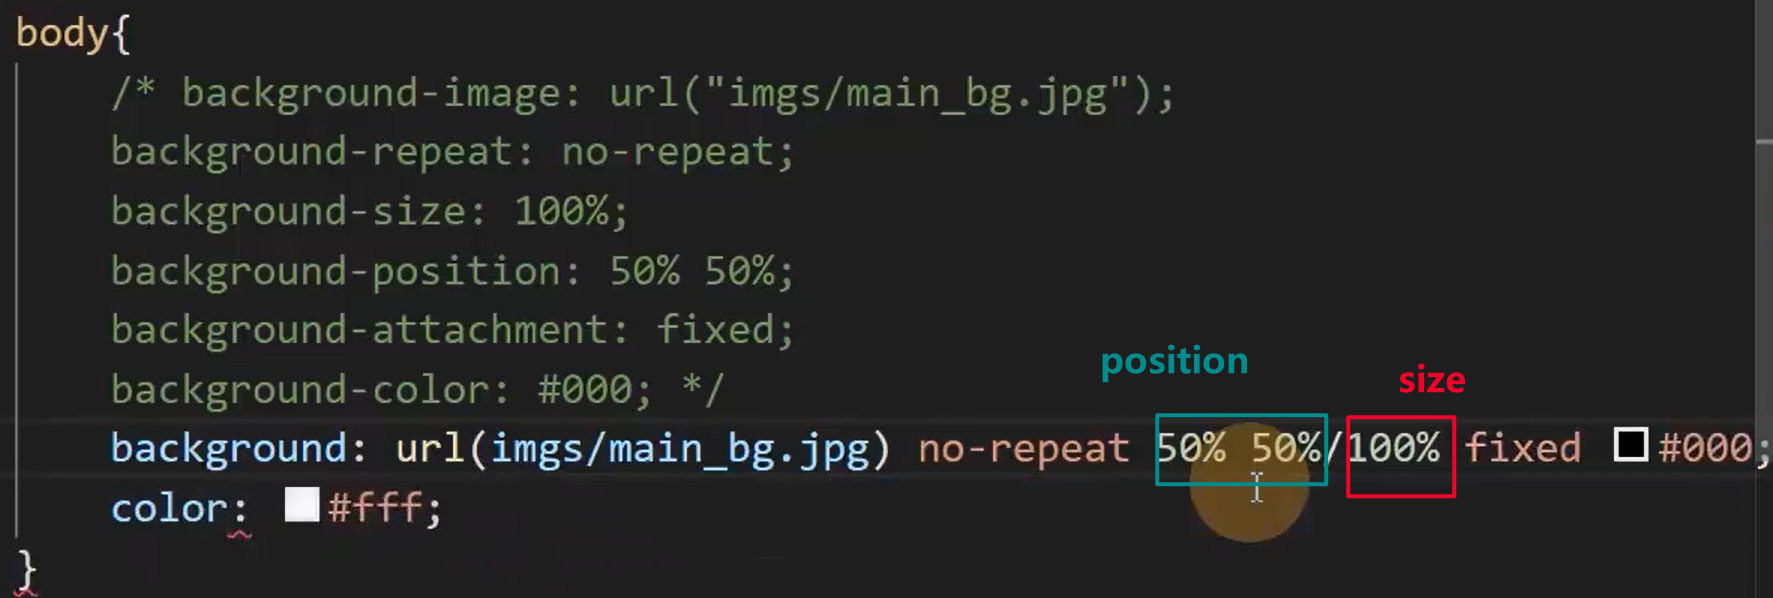 body{
/* background-image: url("imgs/main_bg.jpg");
background-repeat: no-repeat;
background-size: 100%;
background-position: 50% 50%;
background-attachment: fixed;
position
size
background-color: #000; */
background: url(imgs/main_bg.jpg) no-repeat 50% 50%/100% fixed #000;
color: #fff;
}